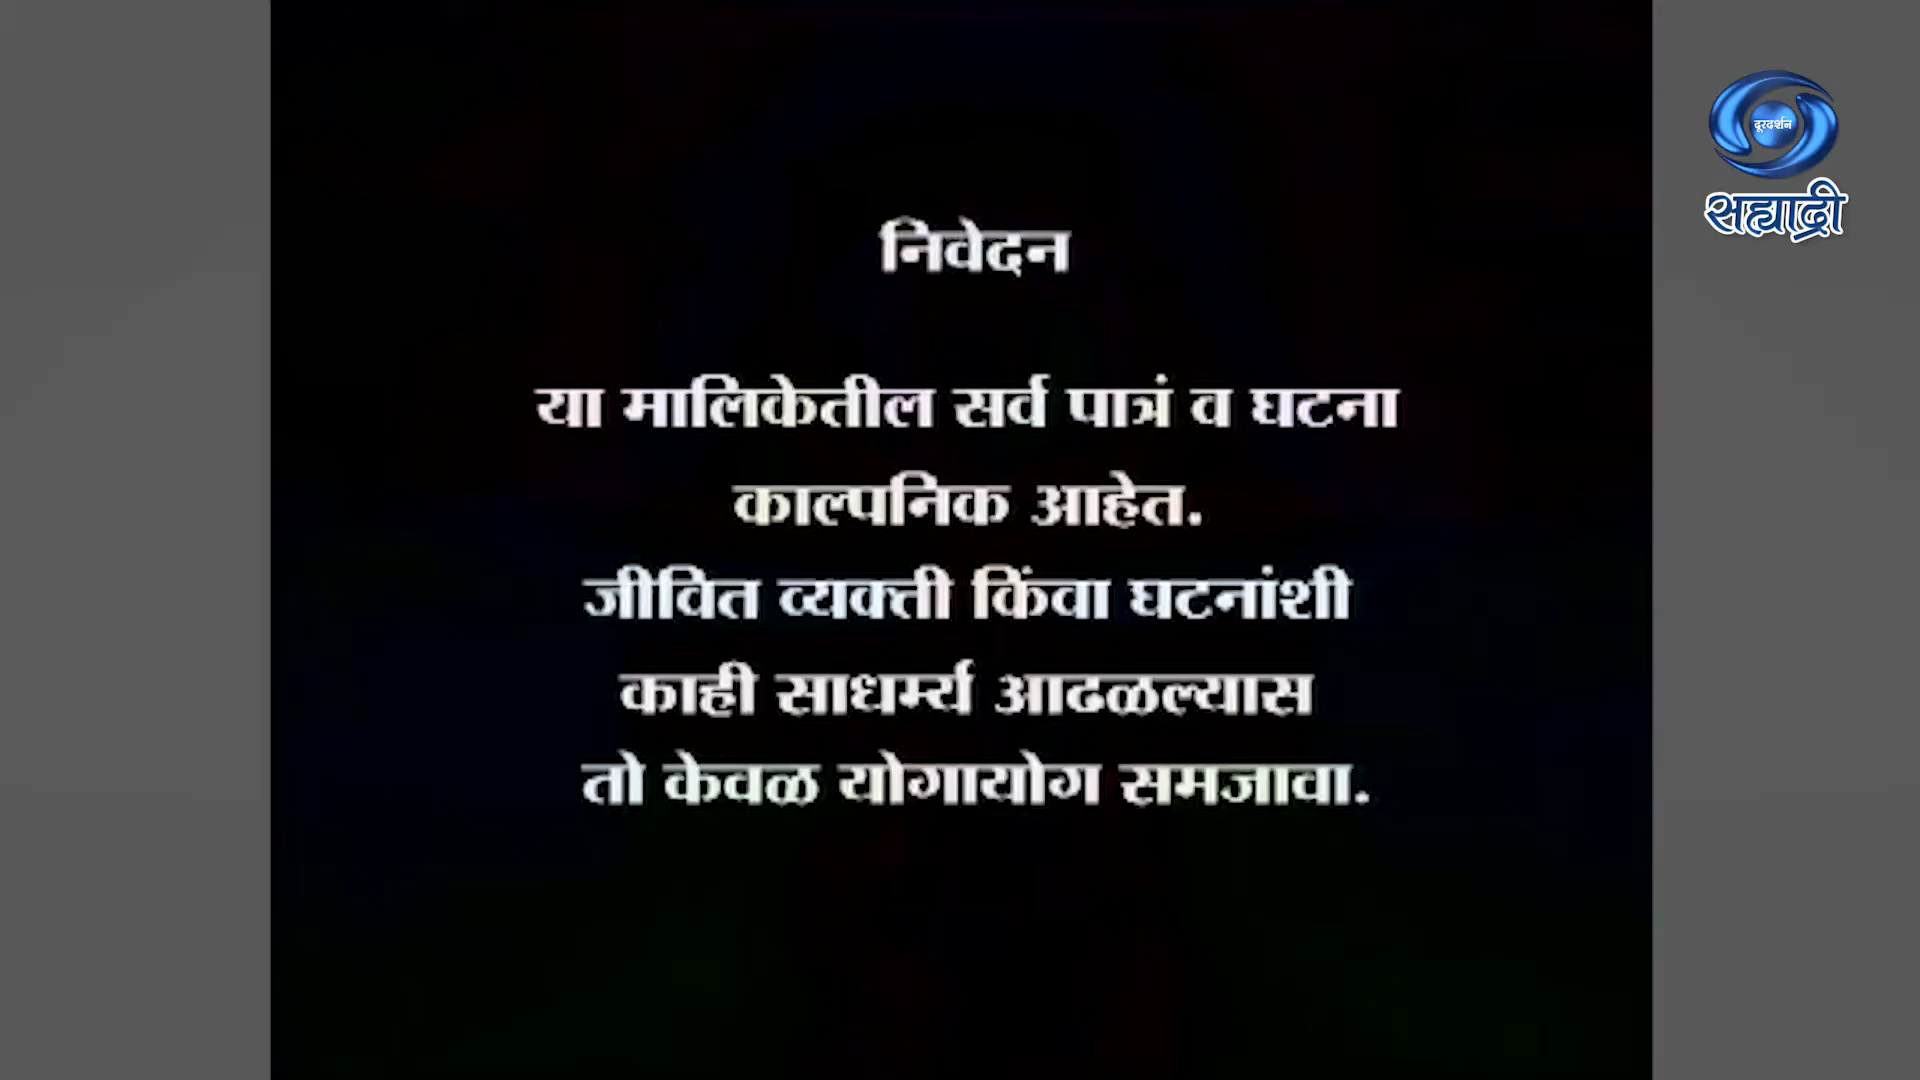 दूरदर्शन
सह्याद्री
निवेदन
या मालिकेतील सर्व पात्रं व घटना
काल्पनिक आहेत.
जीवित व्यक्ती किंवा घटनांशी
काही साधर्म्य आढळल्यास
तो केवळ योगायोग समजावा.